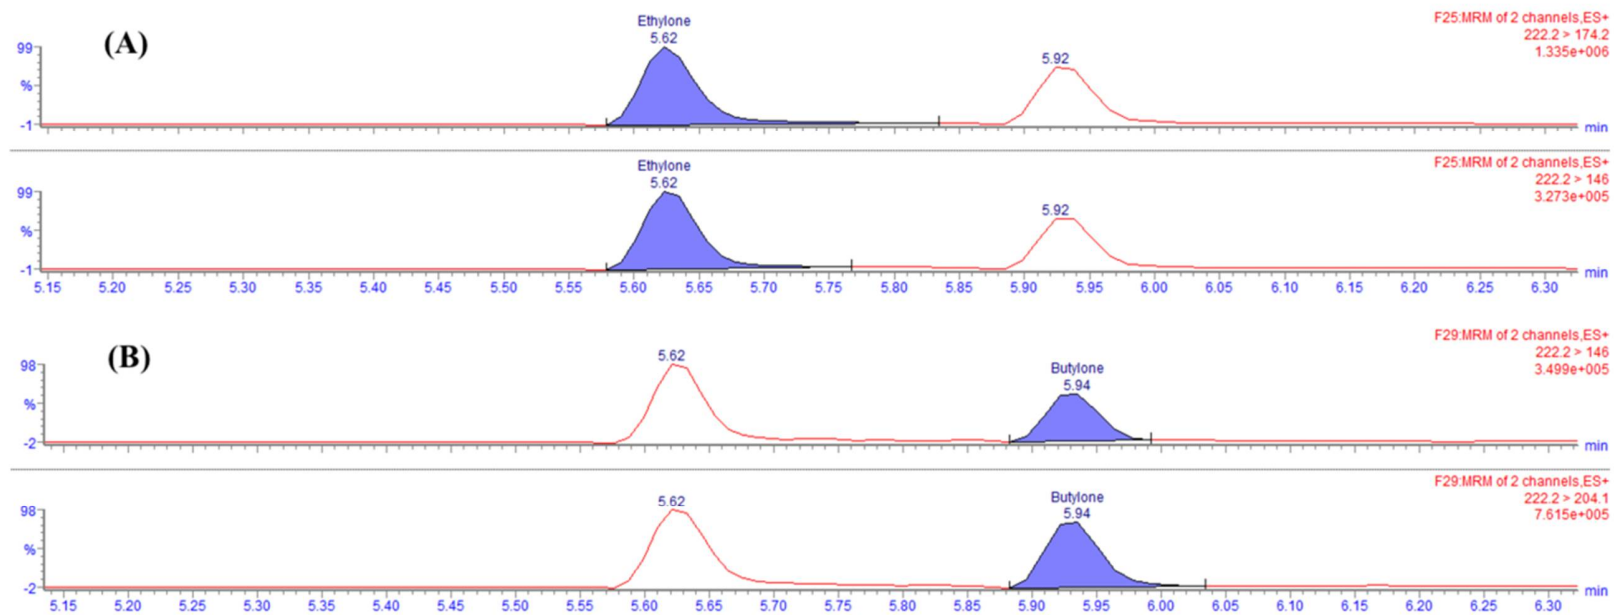 (A)
Ethylone
5.62
5.92
F25:MRM of 2 channels,ES+
222.2 > 174.2
1.335e+006
99
%
-1
min
Ethylone
5.62
5.92
F25:MRM of 2 channels,ES+
222.2 > 146
3.273e+005
99
%
-1
min
5.15 5.20 5.25 5.30 5.35 5.40 5.45 5.50 5.55 5.60 5.65 5.70 5.75 5.80 5.85 5.90 5.95 6.00 6.05 6.10 6.15 6.20 6.25 6.30
(B)
5.62
Butylone
5.94
F29:MRM of 2 channels,ES+
222.2 > 146
3.499e+005
98
%
-2
min
5.62
Butylone
5.94
F29:MRM of 2 channels,ES+
222.2 > 204.1
7.615e+005
98
%
-2
min
5.15 5.20 5.25 5.30 5.35 5.40 5.45 5.50 5.55 5.60 5.65 5.70 5.75 5.80 5.85 5.90 5.95 6.00 6.05 6.10 6.15 6.20 6.25 6.30